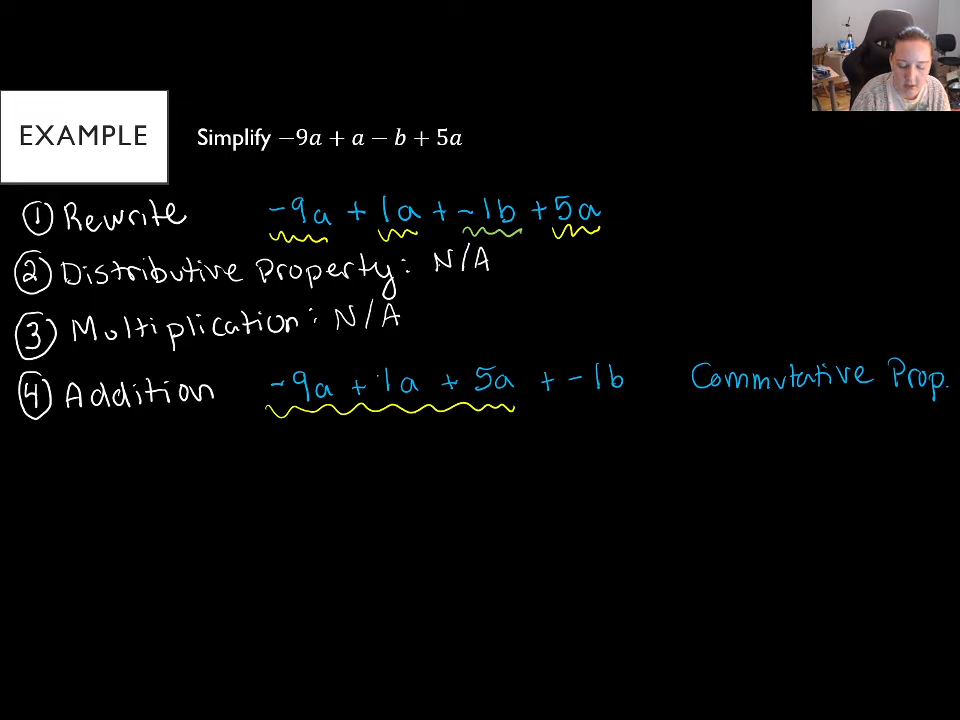 EXAMPLE
Simplify −9a + a − b + 5a
① Rewrite -9a + 1a + -1b + 5a
② Distributive Property: N/A
③ Multiplication: N/A
④ Addition -9a + 1a + 5a + -1b Commutative Prop.